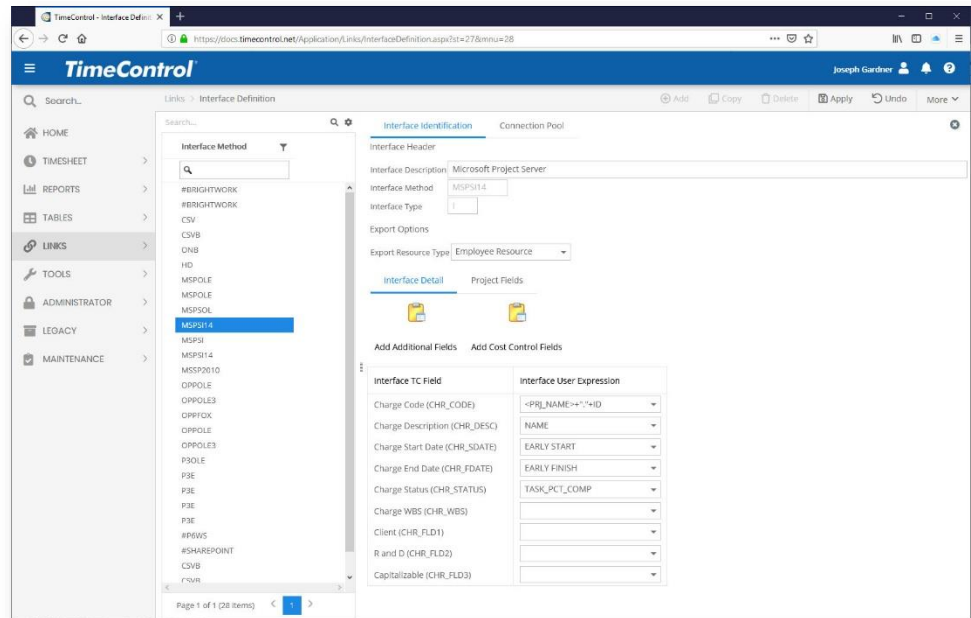 TimeControl - Interface Definiti
https://docs.timecontrol.net/Application/Links/InterfaceDefinition.aspx?st=27&mnu=28
TimeControl
Joseph Gardner
Search...
Links > Interface Definition
Add
Copy
Delete
Apply
Undo
More
HOME
TIMESHEET
REPORTS
TABLES
LINKS
TOOLS
ADMINISTRATOR
LEGACY
MAINTENANCE
Search...
Interface Method
#BRIGHTWORK
#BRIGHTWORK
CSV
CSVB
ONB
HD
MSPOLE
MSPOLE
MSPSOL
MSPSI14
MSPSI
MSPSI14
MSSP2010
OPPOLE
OPPOLE3
OPPFOX
OPPOLE
OPPOLE3
P3OLE
P3E
P3E
P3E
P3E
#P6WS
#SHAREPOINT
CSVB
CSVB
Page 1 of 1 (28 items) < 1 >
Interface Identification
Connection Pool
Interface Header
Interface Description Microsoft Project Server
Interface Method MSPSI14
Interface Type I
Export Options
Export Resource Type Employee Resource
Interface Detail
Project Fields
Add Additional Fields
Add Cost Control Fields
Interface TC Field
Interface User Expression
Charge Code (CHR_CODE) <PRJ_NAME>+"."+ID
Charge Description (CHR_DESC) NAME
Charge Start Date (CHR_SDATE) EARLY START
Charge End Date (CHR_FDATE) EARLY FINISH
Charge Status (CHR_STATUS) TASK_PCT_COMP
Charge WBS (CHR_WBS)
Client (CHR_FLD1)
R and D (CHR_FLD2)
Capitalizable (CHR_FLD3)